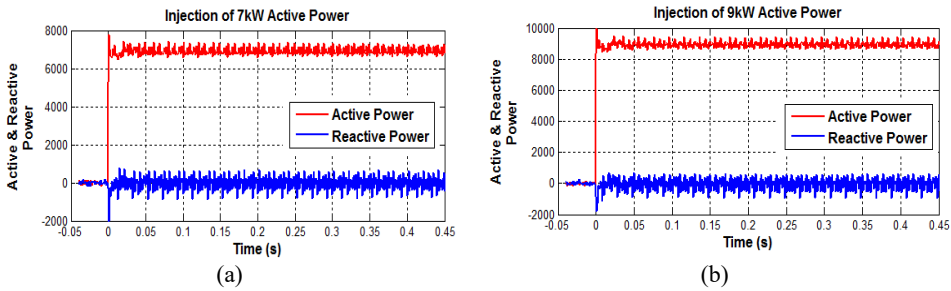 Injection of 7kW Active Power
8000
6000
4000
2000
0
-2000
Active & Reactive
Power
Active Power
Reactive Power
-0.05 0 0.05 0.1 0.15 0.2 0.25 0.3 0.35 0.4 0.45
Time (s)
(a)
Injection of 9kW Active Power
10000
8000
6000
4000
2000
0
-2000
Active & Reactive
Power
Active Power
Reactive Power
-0.05 0 0.05 0.1 0.15 0.2 0.25 0.3 0.35 0.4 0.45
Time (s)
(b)